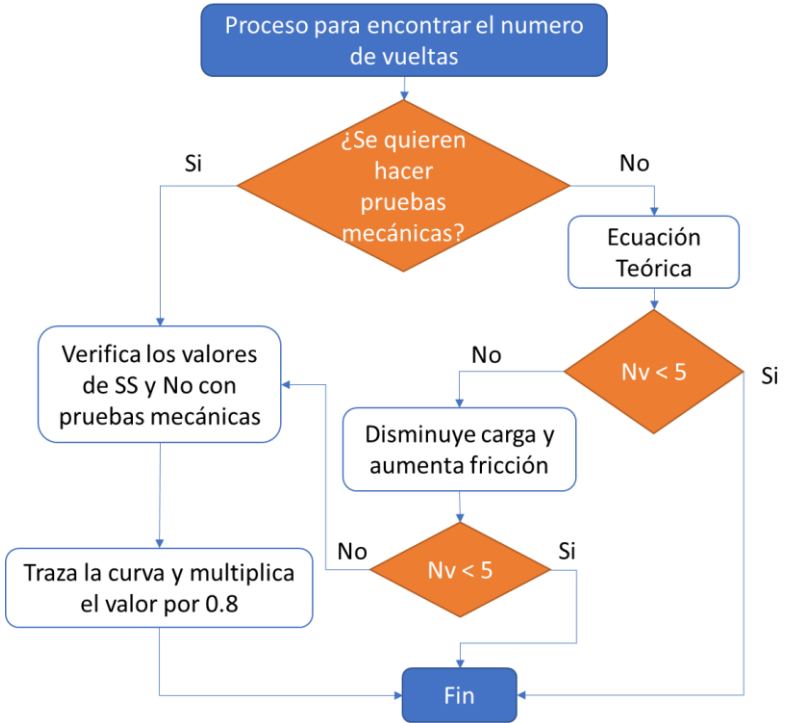 Proceso para encontrar el numero
de vueltas
¿Se quieren
hacer
pruebas
mecánicas?
Si
No
Ecuación
Teórica
Verifica los valores
de SS y No con
pruebas mecánicas
No
Nv < 5
Si
Disminuye carga y
aumenta fricción
No
Nv < 5
Si
Traza la curva y multiplica
el valor por 0.8
Fin